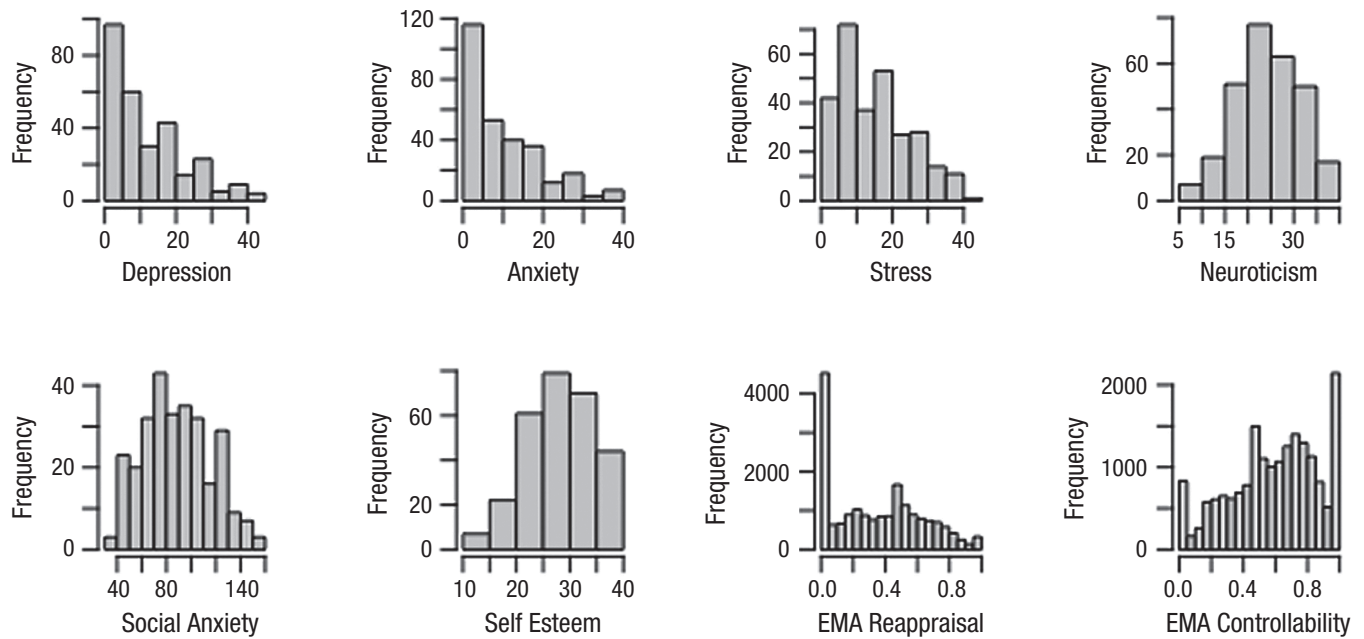 Frequency
80
40
0
0 20 40
Depression
Frequency
120
80
40
0
0 20 40
Anxiety
Frequency
60
40
20
0
0 20 40
Stress
Frequency
60
20
0
5 15 30
Neuroticism
Frequency
40
20
0
40 80 140
Social Anxiety
Frequency
60
20
0
10 20 30 40
Self Esteem
Frequency
4000
2000
0
0.0 0.4 0.8
EMA Reappraisal
Frequency
2000
1000
0
0.0 0.4 0.8
EMA Controllability